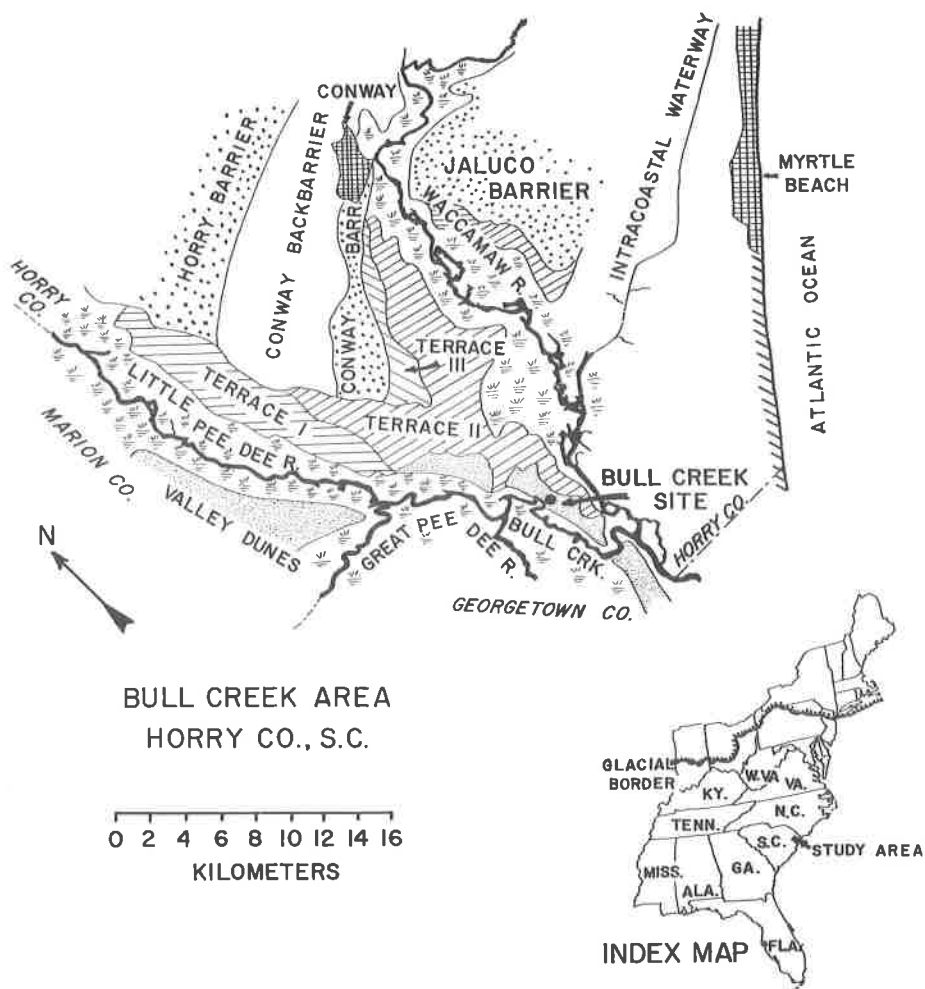 CONWAY
HORRY BARRIER
CONWAY BACKBARRIER
CONWAY BARR.
JALUCO
BARRIER
WACCAMAW R.
INTRACOASTAL WATERWAY
MYRTLE
BEACH
ATLANTIC OCEAN
HORRY
CO.
LITTLE PEE DEE R.
MARION CO.
TERRACE I
TERRACE II
TERRACE
III
VALLEY DUNES
GREAT PEE DEE R.
BULL CRK.
BULL CREEK
SITE
HORRY CO.
GEORGETOWN CO.
N
BULL CREEK AREA
HORRY CO., S.C.
0 2 4 6 8 10 12 14 16
KILOMETERS
GLACIAL
BORDER
W.VA
VA.
KY.
N.C.
TENN.
S.C.
STUDY AREA
MISS.
ALA.
GA.
FLA.
INDEX MAP